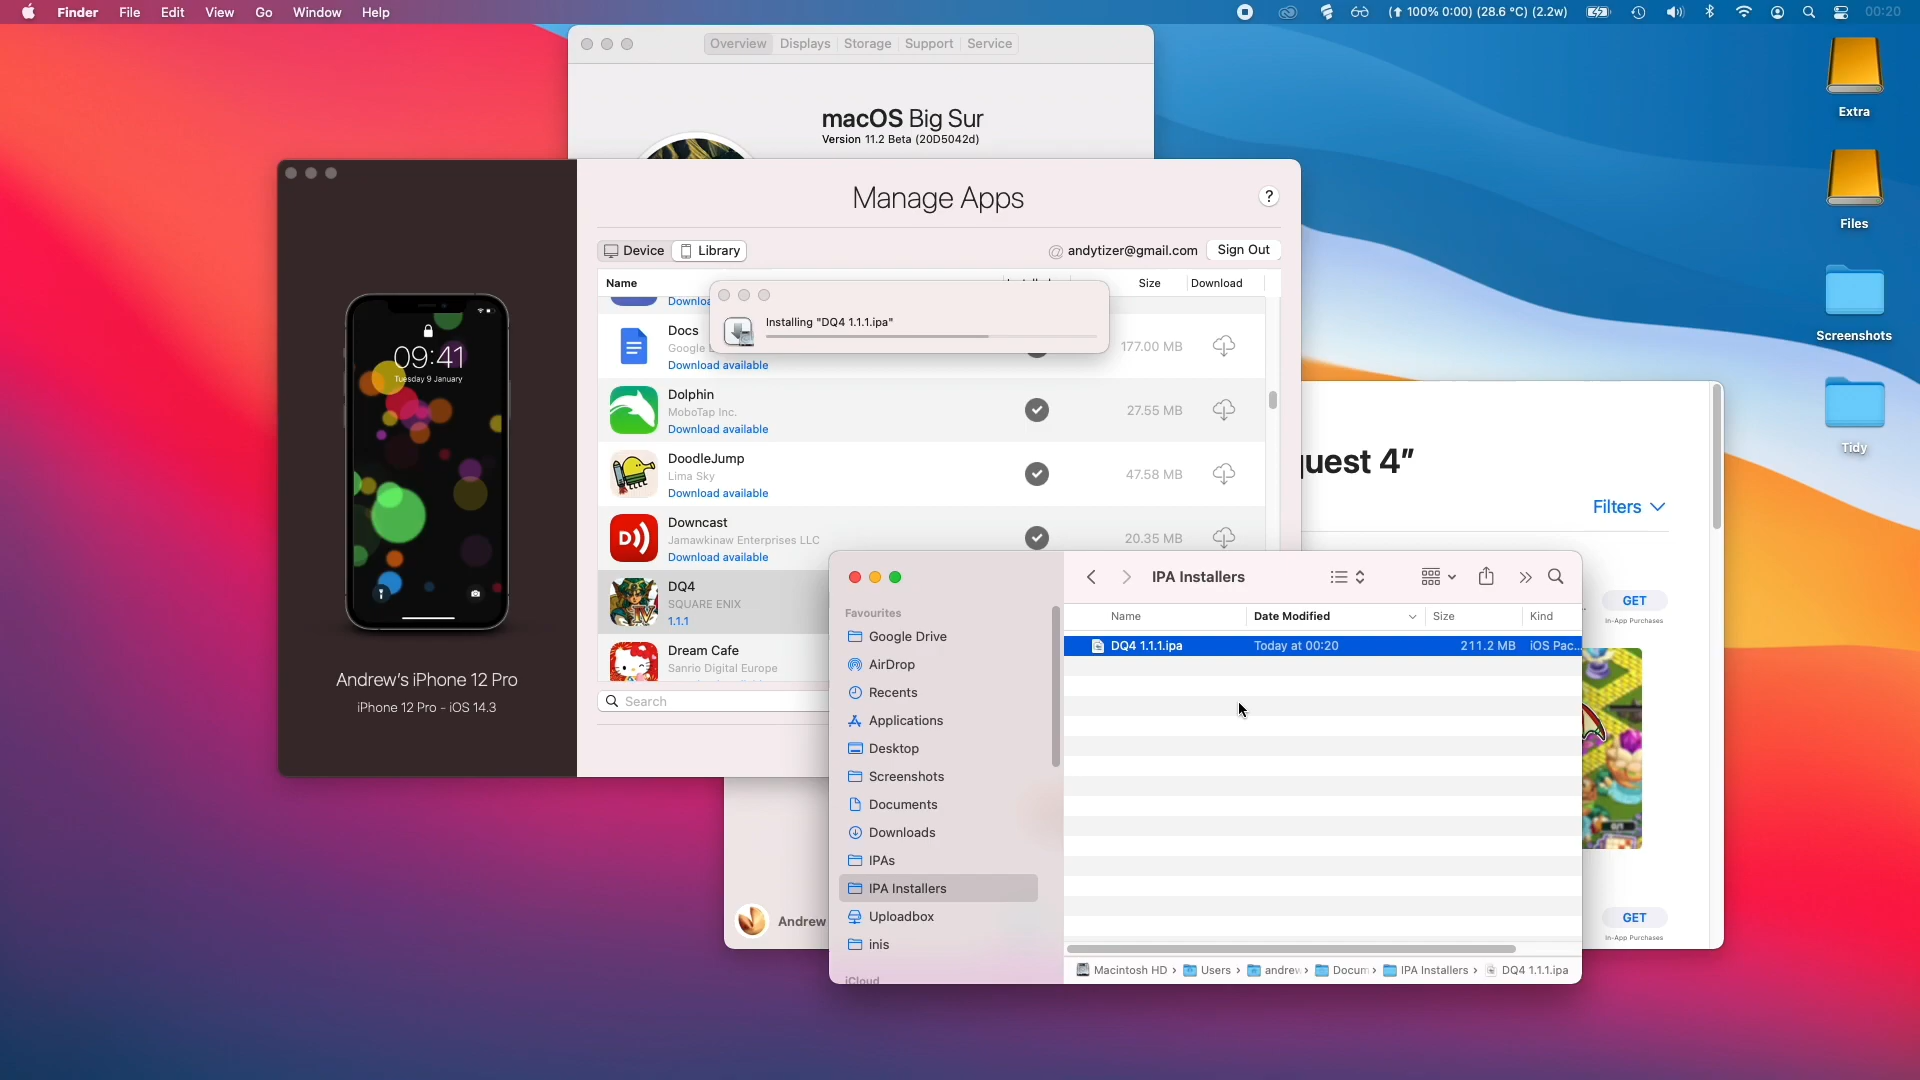 Finder File Edit View Go Window Help
(⬆ 100% 0:00) (28.6 °C) (2.2w)
00:20
Overview Displays Storage Support Service
macOS Big Sur
Version 11.2 Beta (20D5042d)
Extra
Files
Screenshots
Tidy
09:41
Tuesday 9 January
Andrew's iPhone 12 Pro
iPhone 12 Pro - iOS 14.3
Manage Apps
?
Device Library
@ andytizer@gmail.com Sign Out
Name Size Download
Installing "DQ4 1.1.1.ipa"
Docs
Google
Download available
177.00 MB
Dolphin
MoboTap Inc.
Download available
27.55 MB
DoodleJump
Lima Sky
Download available
47.58 MB
Downcast
Jamawkinaw Enterprises LLC
Download available
20.35 MB
DQ4
SQUARE ENIX
1.1.1
Dream Cafe
Sanrio Digital Europe
Search
uest 4”
Filters
GET
In-App Purchases
GET
In-App Purchases
Andrew
IPA Installers
Favourites
Google Drive
AirDrop
Recents
Applications
Desktop
Screenshots
Documents
Downloads
IPAs
IPA Installers
Uploadbox
inis
iCloud
Name Date Modified Size Kind
DQ4 1.1.1.ipa Today at 00:20 211.2 MB iOS Pac...
Macintosh HD › Users › andrew › Docum › IPA Installers › DQ4 1.1.1.ipa